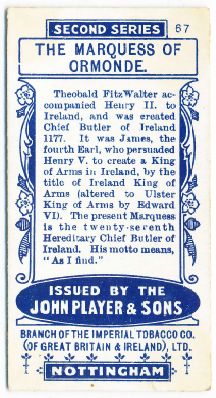 SECOND SERIES
67
THE MARQUESS OF
ORMONDE.
Theobald FitzWalter ac-
companied Henry II. to
Ireland, and was created
Chief Butler of Ireland
1177. It was James, the
fourth Earl, who persuaded
Henry V. to create a King
of Arms in Ireland, by the
title of Ireland King of
Arms (altered to Ulster
King of Arms by Edward
VI). The present Marquess
is the twenty-seventh
Hereditary Chief Butler of
Ireland. His motto means,
"As I find."
ISSUED BY THE
JOHN PLAYER & SONS
BRANCH OF THE IMPERIAL TOBACCO CO.
(OF GREAT BRITAIN & IRELAND), LTD.,
NOTTINGHAM